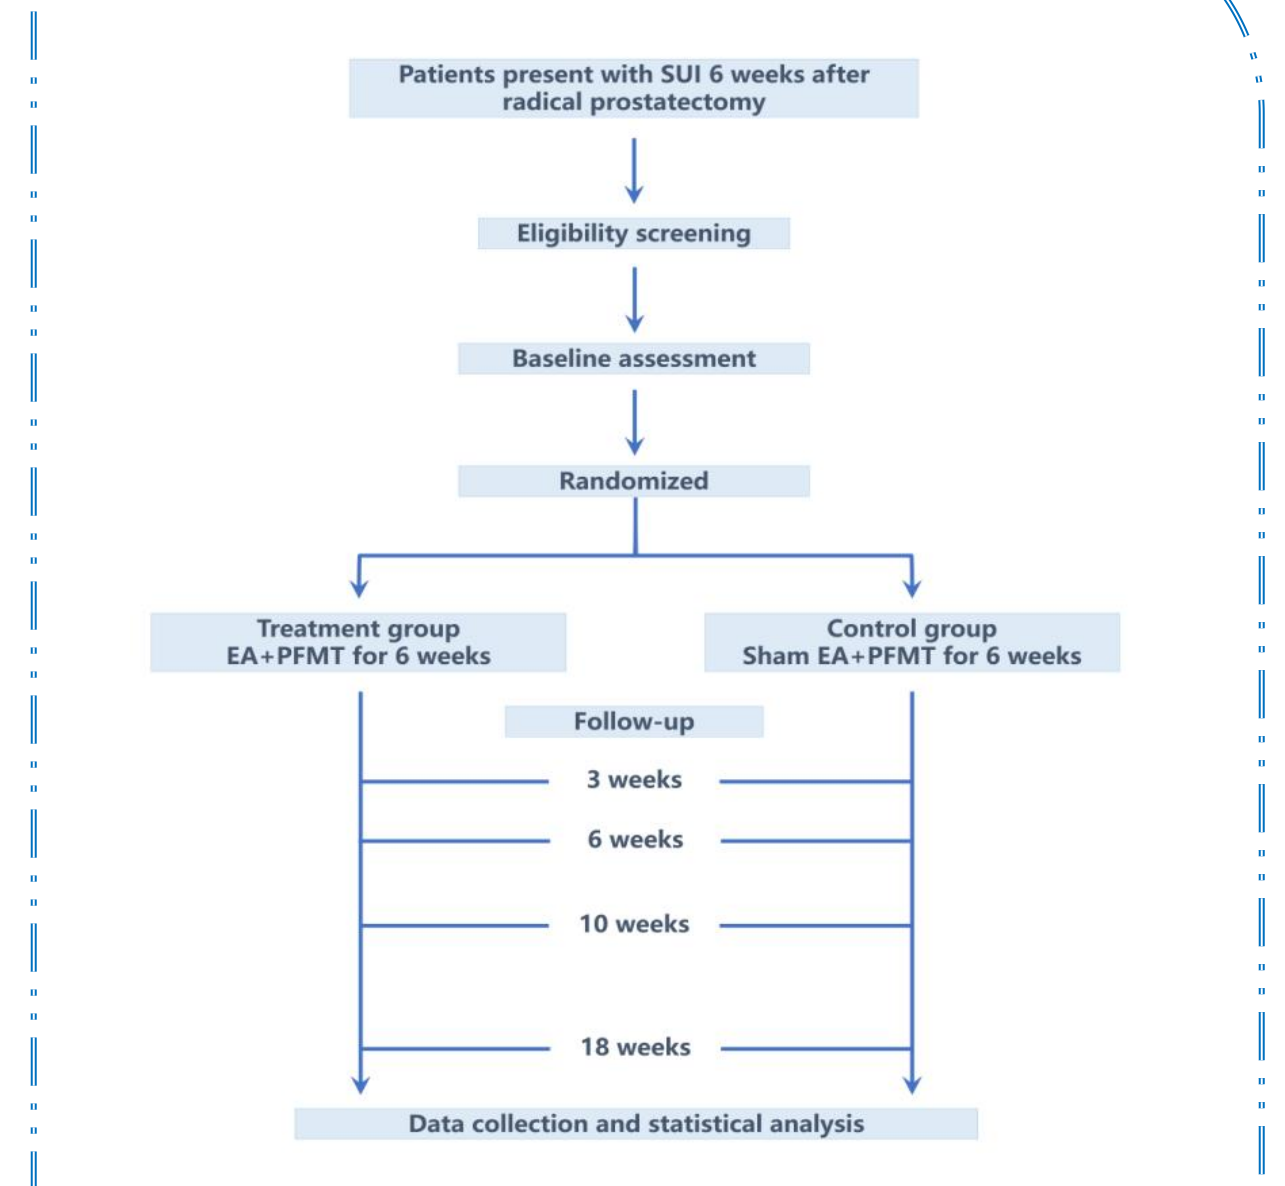 Patients present with SUI 6 weeks after
radical prostatectomy
Eligibility screening
Baseline assessment
Randomized
Treatment group
EA+PFMT for 6 weeks
Control group
Sham EA+PFMT for 6 weeks
Follow-up
3 weeks
6 weeks
10 weeks
18 weeks
Data collection and statistical analysis